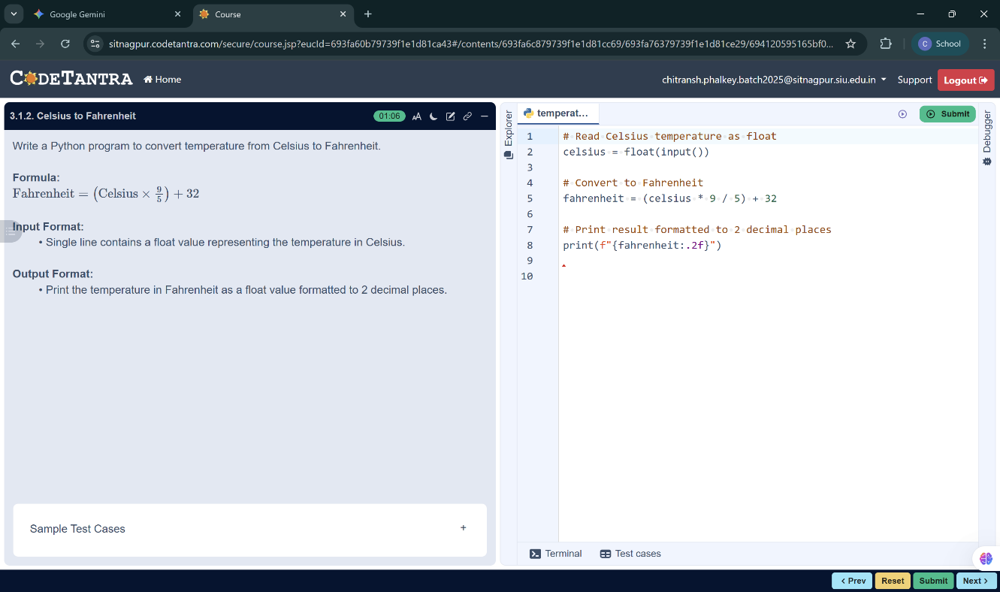 Google Gemini
Course
sitnagpur.codetantra.com/secure/course.jsp?eucId=693fa60b79739f1e1d81ca43#/contents/693fa6c879739f1e1d81cc69/693fa76379739f1e1d81ce29/694120595165bf0...
C School
CODETANTRA Home
chitransh.phalkey.batch2025@sitnagpur.siu.edu.in Support Logout
3.1.2. Celsius to Fahrenheit
01:06
AA
Write a Python program to convert temperature from Celsius to Fahrenheit.
Formula:
Fahrenheit = (Celsius × 9/5) + 32
Input Format:
• Single line contains a float value representing the temperature in Celsius.
Output Format:
• Print the temperature in Fahrenheit as a float value formatted to 2 decimal places.
Sample Test Cases +
Explorer
temperat...
Submit
Debugger
1 # Read Celsius temperature as float
2 celsius = float(input())
3
4 # Convert to Fahrenheit
5 fahrenheit = (celsius * 9 / 5) + 32
6
7 # Print result formatted to 2 decimal places
8 print(f"{fahrenheit:.2f}")
9
10
Terminal Test cases
< Prev Reset Submit Next >